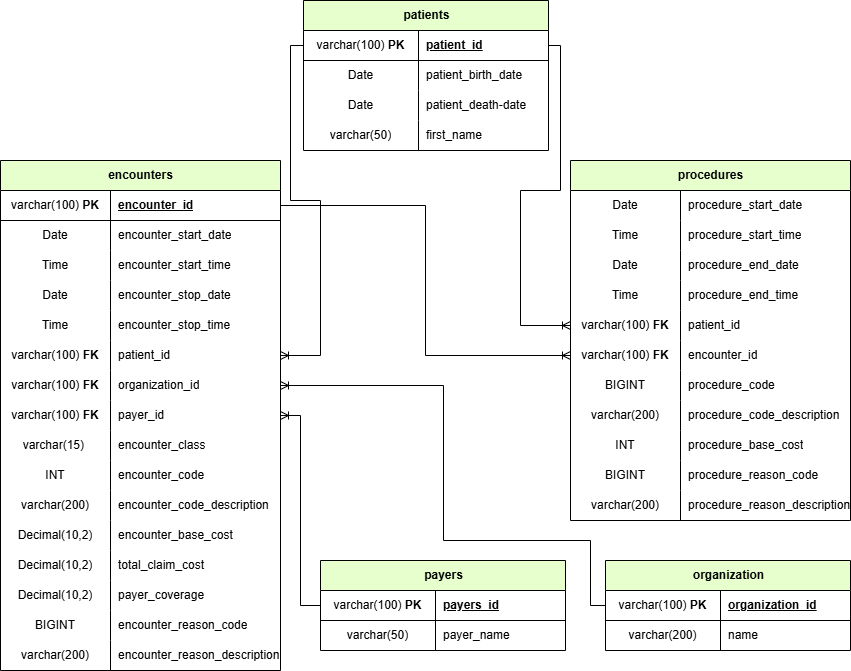 patients
varchar(100) PK patient_id
Date patient_birth_date
Date patient_death-date
varchar(50) first_name
encounters
varchar(100) PK encounter_id
Date encounter_start_date
Time encounter_start_time
Date encounter_stop_date
Time encounter_stop_time
varchar(100) FK patient_id
varchar(100) FK organization_id
varchar(100) FK payer_id
varchar(15) encounter_class
INT encounter_code
varchar(200) encounter_code_description
Decimal(10,2) encounter_base_cost
Decimal(10,2) total_claim_cost
Decimal(10,2) payer_coverage
BIGINT encounter_reason_code
varchar(200) encounter_reason_description
procedures
Date procedure_start_date
Time procedure_start_time
Date procedure_end_date
Time procedure_end_time
varchar(100) FK patient_id
varchar(100) FK encounter_id
BIGINT procedure_code
varchar(200) procedure_code_description
INT procedure_base_cost
BIGINT procedure_reason_code
varchar(200) procedure_reason_description
payers
varchar(100) PK payers_id
varchar(50) payer_name
organization
varchar(100) PK organization_id
varchar(200) name